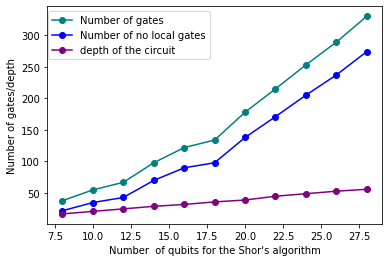 Number of gates
Number of no local gates
depth of the circuit
Number of gates/depth
300
250
200
150
100
50
7.5 10.0 12.5 15.0 17.5 20.0 22.5 25.0 27.5
Number of qubits for the Shor's algorithm